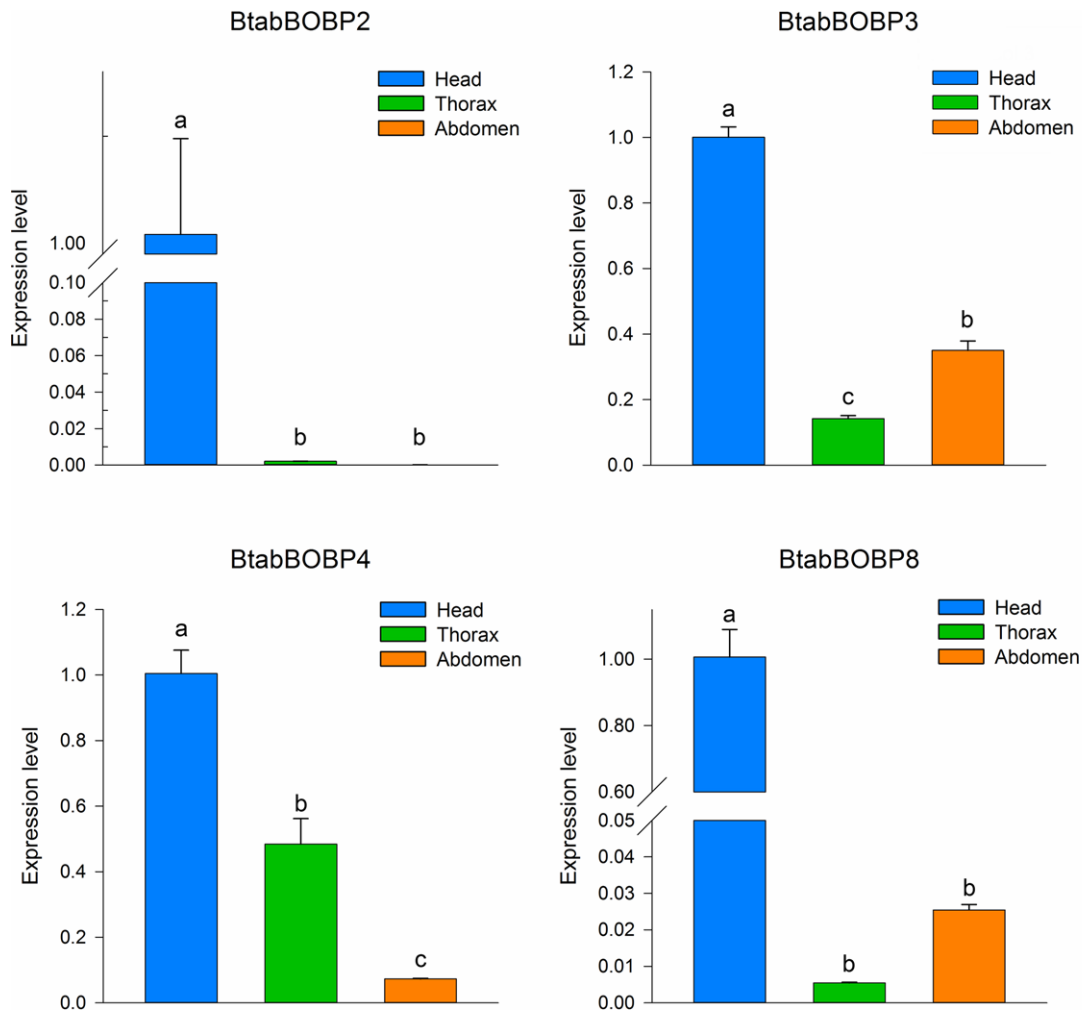 BtabBOBP2
Head
Thorax
Abdomen
a
b b
Expression level
1.00
0.10
0.08
0.06
0.04
0.02
0.00
BtabBOBP3
Head
Thorax
Abdomen
a
b
c
Expression level
1.2
1.0
0.8
0.6
0.4
0.2
0.0
BtabBOBP4
Head
Thorax
Abdomen
a
b
c
Expression level
1.2
1.0
0.8
0.6
0.4
0.2
0.0
BtabBOBP8
Head
Thorax
Abdomen
a
b
b
Expression level
1.00
0.80
0.60
0.05
0.04
0.03
0.02
0.01
0.00